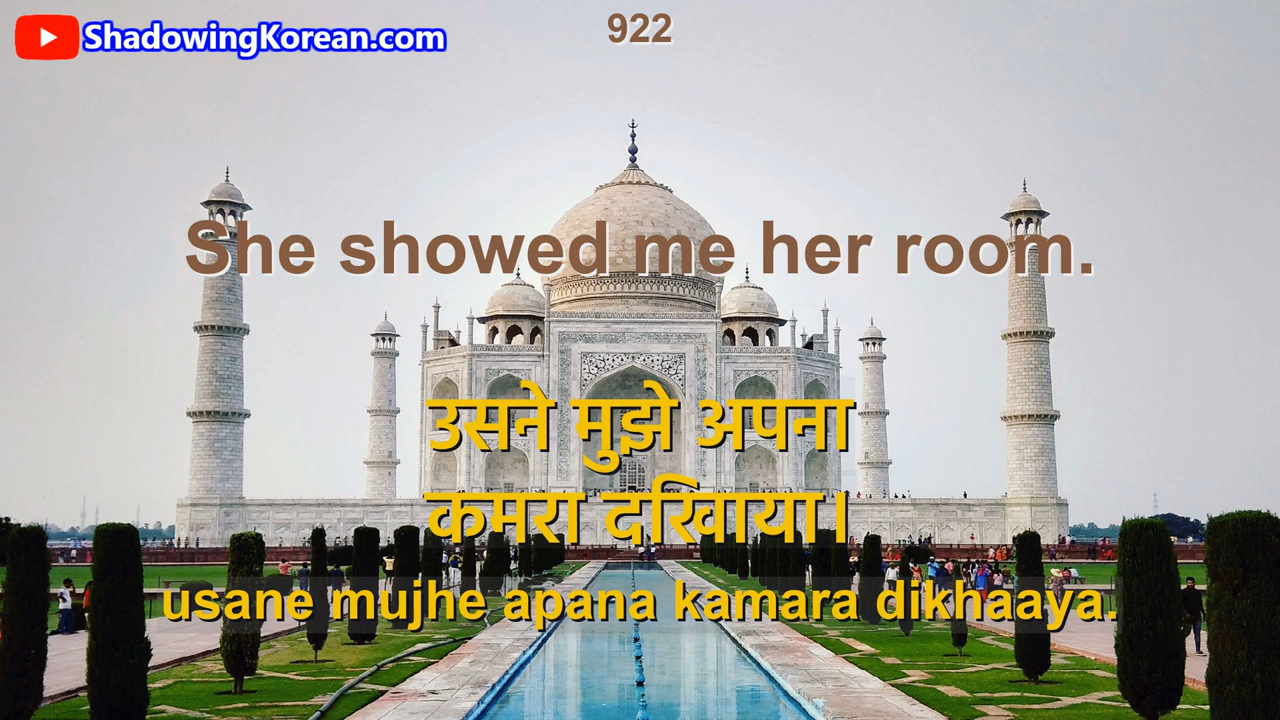 ShadowingKorean.com
922
She showed me her room.
उसने मुझे अपना
कमरा दिखाया।
usane mujhe apana kamara dikhaaya.